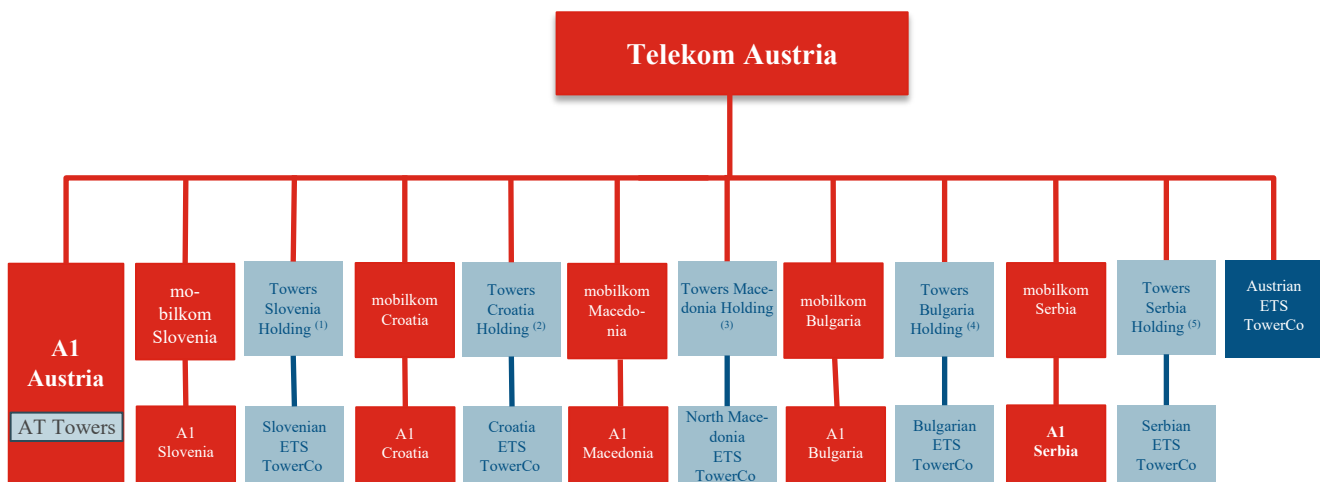 Telekom Austria
A1
Austria
AT Towers
mo-
bilkom
Slovenia
Towers
Slovenia
Holding (1)
mobilkom
Croatia
Towers
Croatia
Holding (2)
mobilkom
Macedo-
nia
Towers Mace-
donia Holding
(3)
mobilkom
Bulgaria
Towers
Bulgaria
Holding (4)
mobilkom
Serbia
Towers
Serbia
Holding (5)
Austrian
ETS
TowerCo
A1
Slovenia
Slovenian
ETS
TowerCo
A1
Croatia
Croatia
ETS
TowerCo
A1
Macedonia
North Mace-
donia
ETS
TowerCo
A1
Bulgaria
Bulgarian
ETS
TowerCo
A1
Serbia
Serbian
ETS
TowerCo